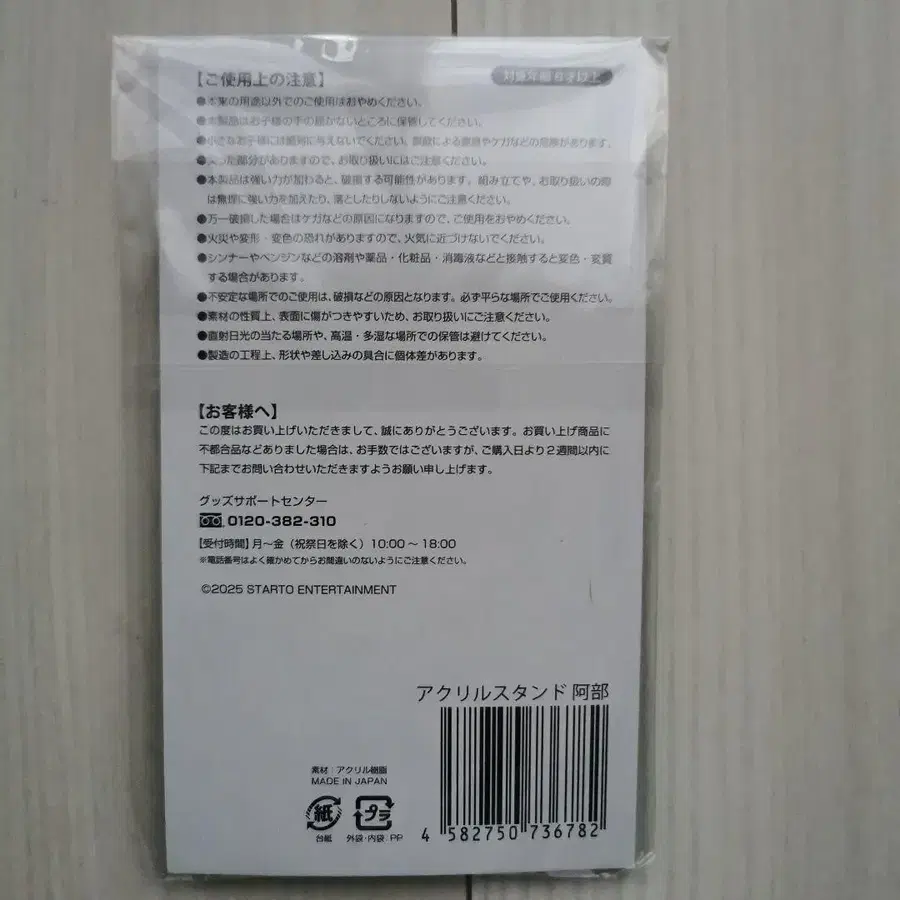 【ご使用上の注意】
対象年齢 6才以上
●本来の用途以外でのご使用はおやめください。
●本製品はお子様の手の届かないところに保管してください。
●小さなお子様には絶対に与えないでください。誤飲による窒息やケガなどの危険があります。
●尖った部分がありますので、お取り扱いにはご注意ください。
●本製品は強い力が加わると、破損する可能性があります。組み立てや、お取り扱いの際
は無理に強い力を加えたり、落としたりしないようにご注意ください。
●万一破損した場合はケガなどの原因になりますので、ご使用をおやめください。
●火災や変形・変色の恐れがありますので、火気に近づけないでください。
●シンナーやベンジンなどの溶剤や薬品・化粧品・消毒液などと接触すると変色・変質
する場合があります。
●不安定な場所でのご使用は、破損などの原因となります。必ず平らな場所でご使用ください。
●素材の性質上、表面に傷がつきやすいため、お取り扱いにご注意ください。
●直射日光の当たる場所や、高温・多湿な場所での保管は避けてください。
●製造の工程上、形状や差し込みの具合に個体差があります。
【お客様へ】
この度はお買い上げいただきまして、誠にありがとうございます。お買い上げ商品に
不都合品などありました場合は、お手数ではございますが、ご購入日より2週間以内に
下記までお問い合わせいただきますようお願い申し上げます。
グッズサポートセンター
0120-382-310
【受付時間】月～金（祝祭日を除く）10:00～18:00
※電話番号はよく確かめてからお間違いのないようにご注意ください。
©2025 STARTO ENTERTAINMENT
アクリルスタンド 阿部
素材：アクリル樹脂
MADE IN JAPAN
紙
プラ
台紙
外袋・内袋：PP
4 582750 736782